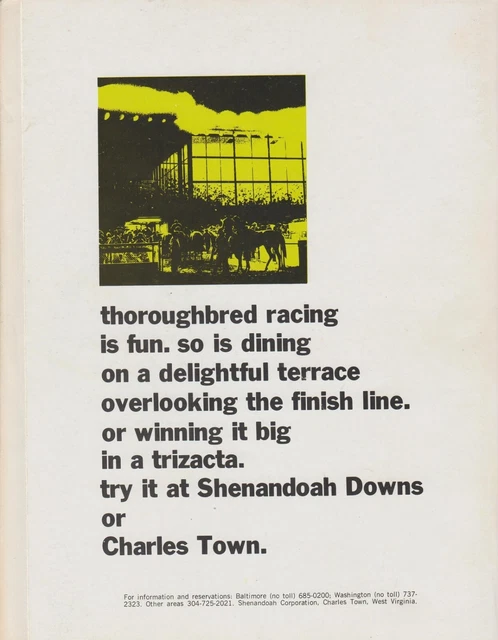 thoroughbred racing
is fun. so is dining
on a delightful terrace
overlooking the finish line.
or winning it big
in a trizacta.
try it at Shenandoah Downs
or
Charles Town.
For information and reservations: Baltimore (no toll) 685-0200; Washington (no toll) 737-
2323. Other areas 304-725-2021. Shenandoah Corporation, Charles Town, West Virginia.